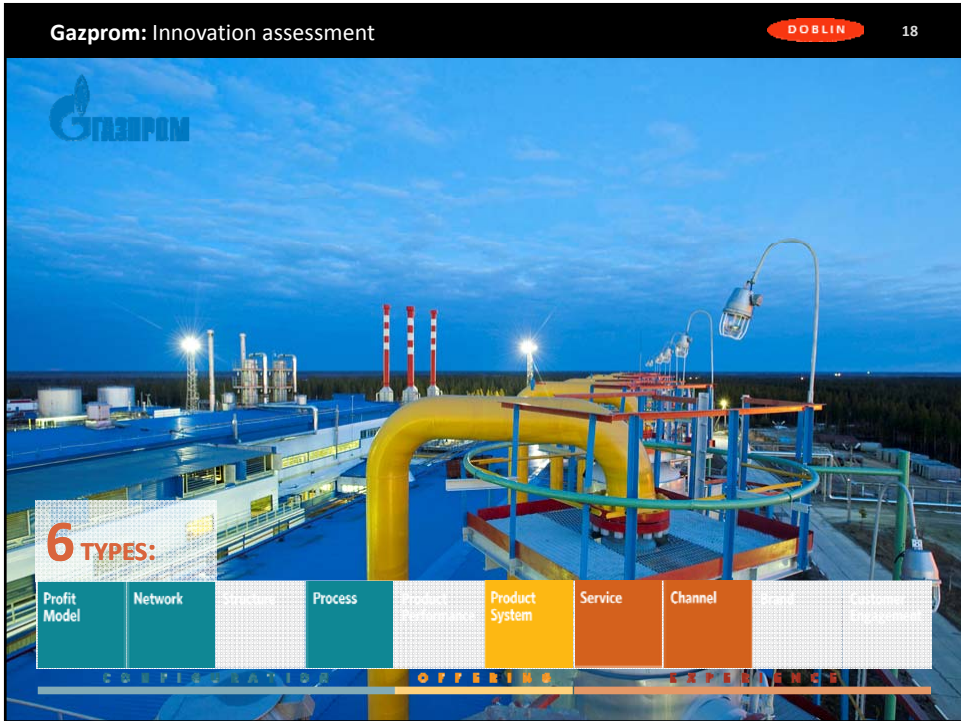 Gazprom: Innovation assessment
DOBLIN
18
ГАЗПРОМ
6 TYPES:
Profit Model
Network
Structure
Process
Product Performance
Product System
Service
Channel
Brand
Customer Engagement
CONFIGURATION
OFFERING
EXPERIENCE